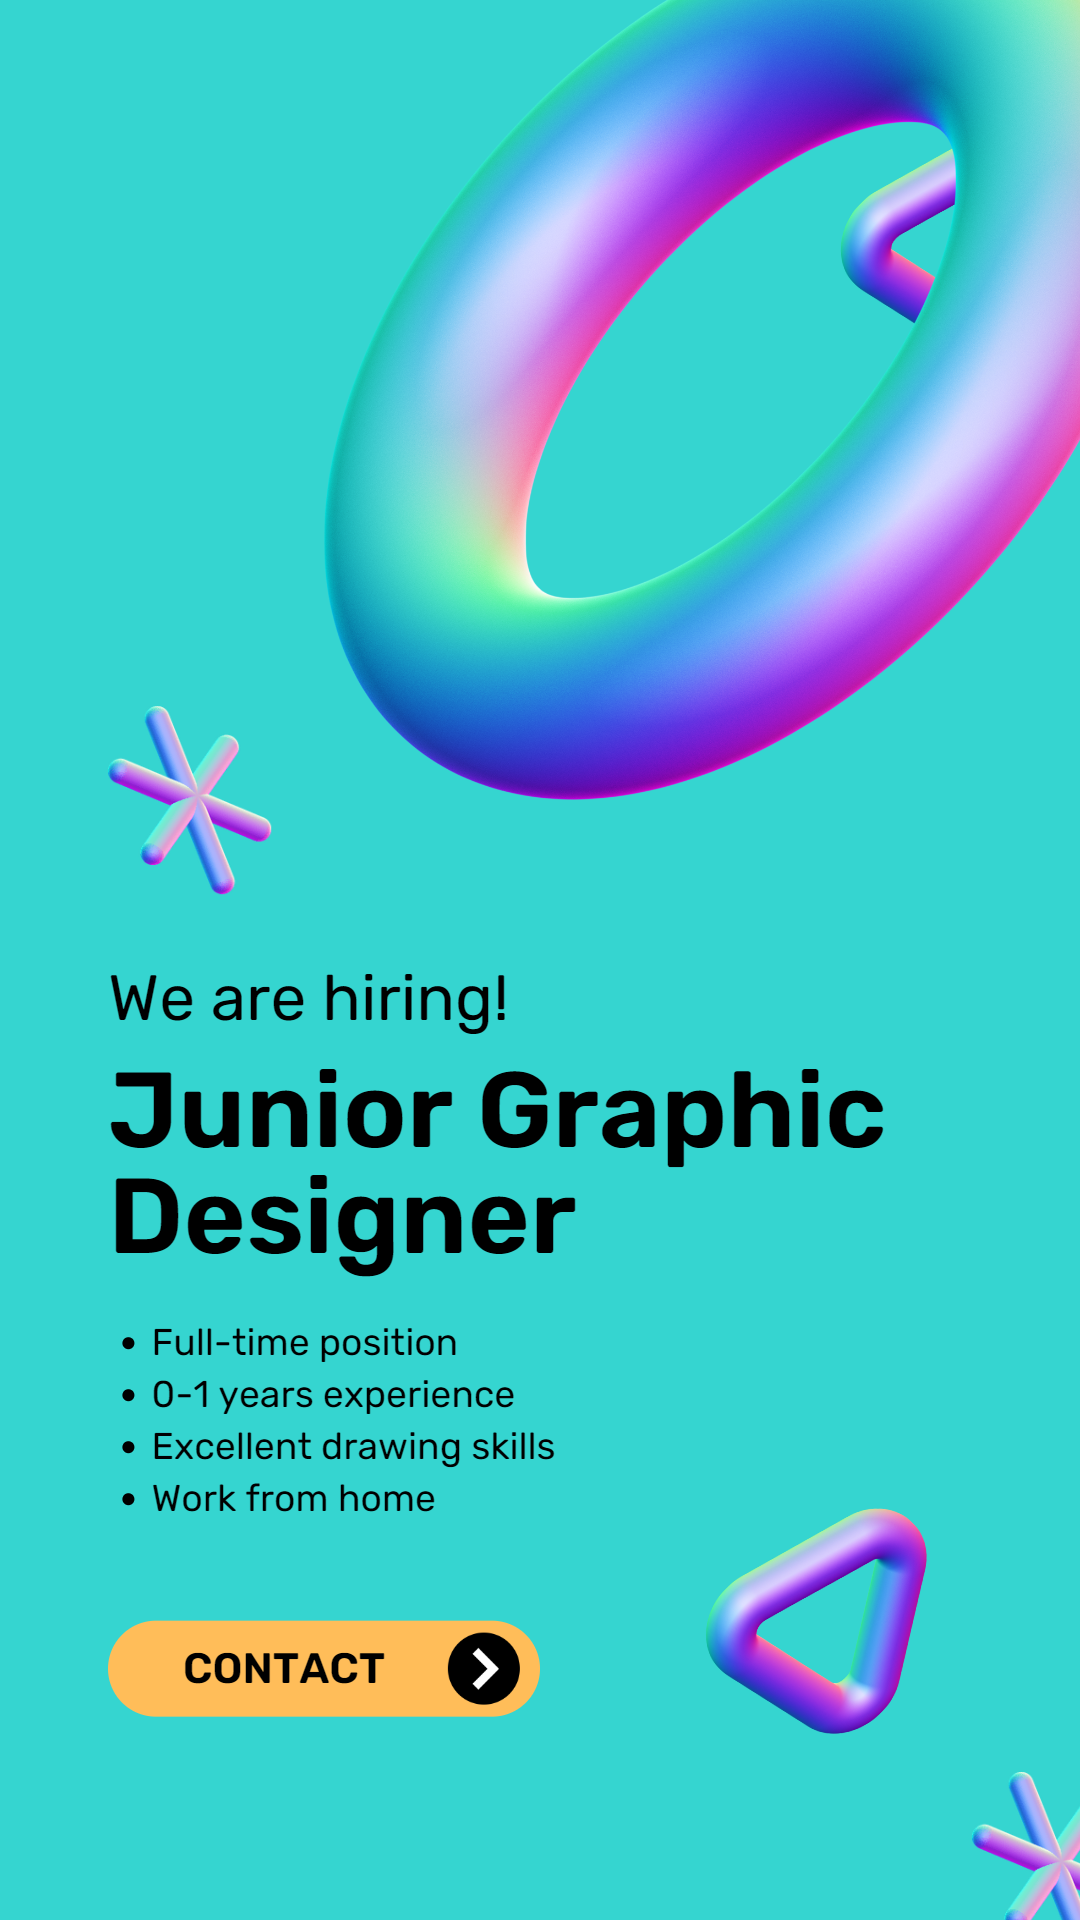 We are hiring!
Junior Graphic
Designer
• Full-time position
• 0-1 years experience
• Excellent drawing skills
• Work from home
CONTACT